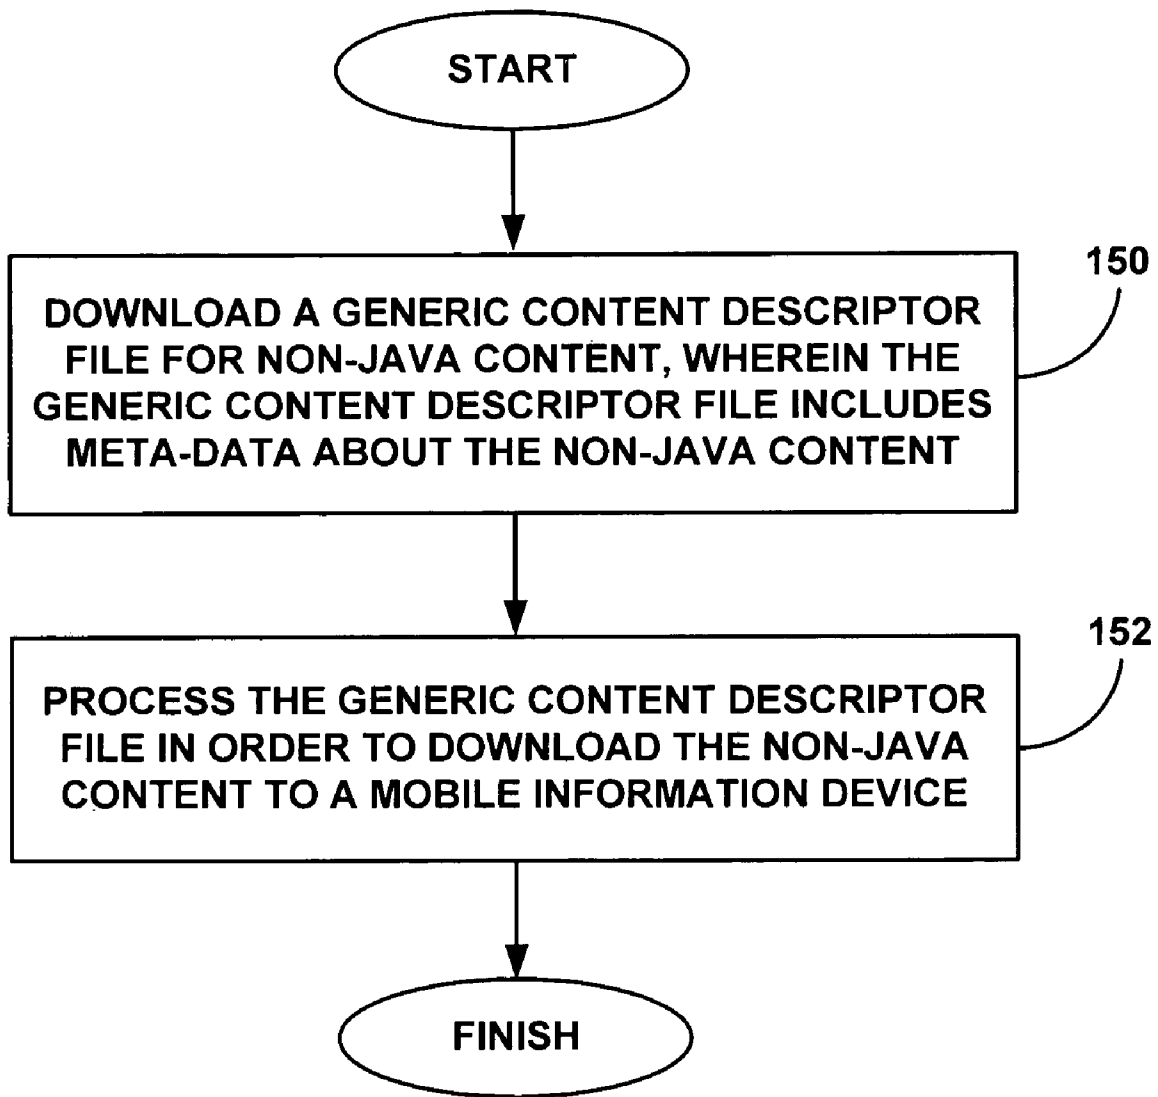 START
150
DOWNLOAD A GENERIC CONTENT DESCRIPTOR
FILE FOR NON-JAVA CONTENT, WHEREIN THE
GENERIC CONTENT DESCRIPTOR FILE INCLUDES
META-DATA ABOUT THE NON-JAVA CONTENT
152
PROCESS THE GENERIC CONTENT DESCRIPTOR
FILE IN ORDER TO DOWNLOAD THE NON-JAVA
CONTENT TO A MOBILE INFORMATION DEVICE
FINISH